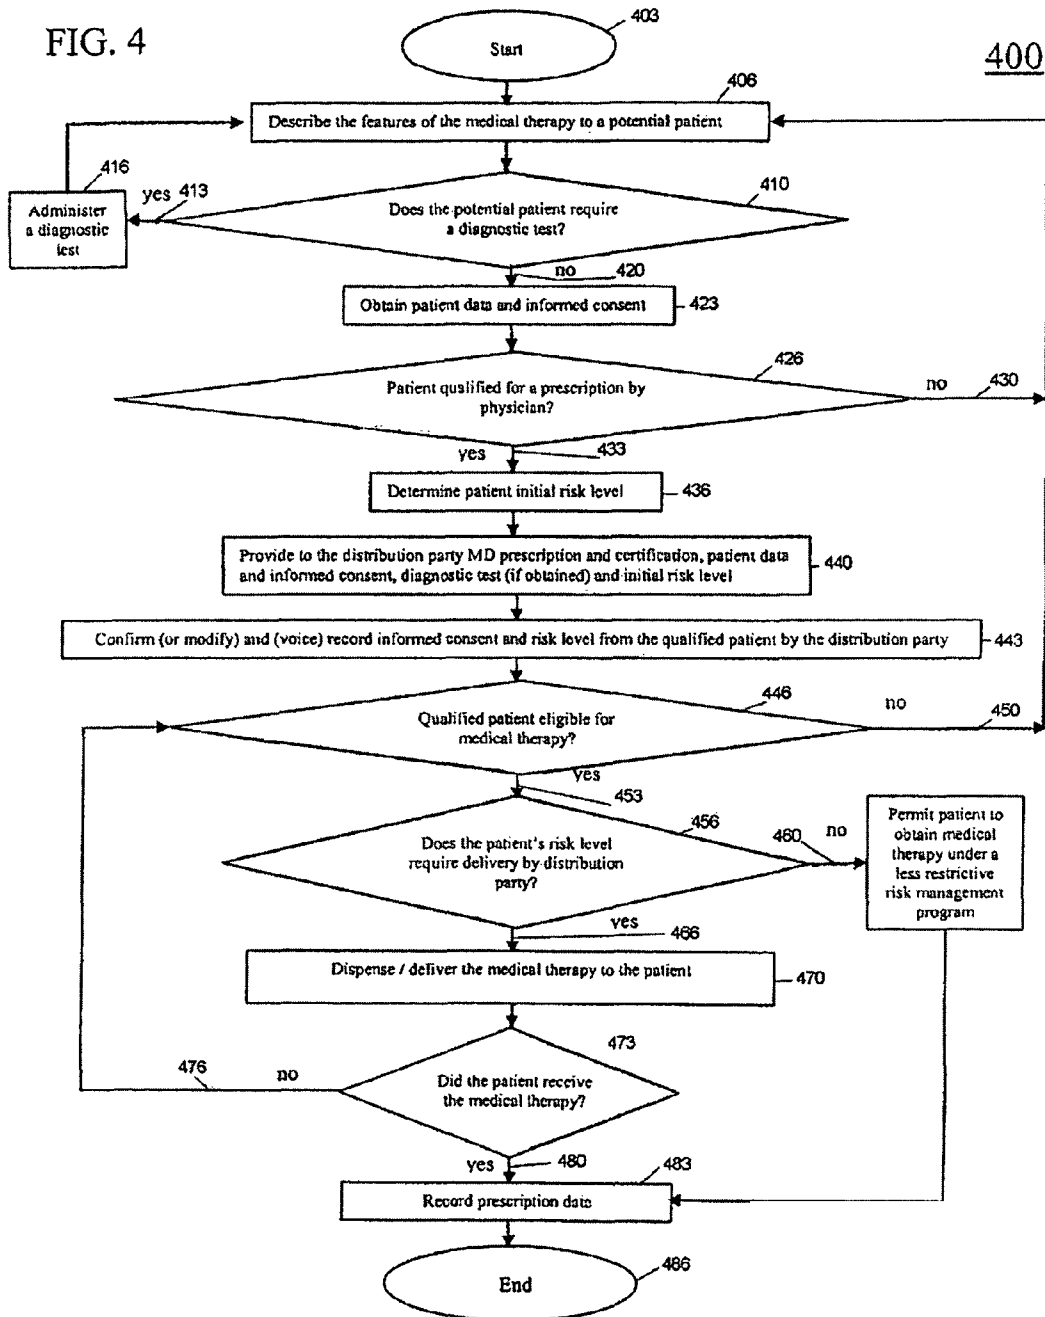 FIG. 4
403
Start
400
406
Describe the features of the medical therapy to a potential patient
416
yes
413
410
Administer
a diagnostic
test
Does the potential patient require
a diagnostic test?
no
420
Obtain patient data and informed consent
423
426
Patient qualified for a prescription by
physician?
no
430
yes
433
Determine patient initial risk level
436
Provide to the distribution party MD prescription and certification, patient data
and informed consent, diagnostic test (if obtained) and initial risk level
440
Confirm (or modify) and (voice) record informed consent and risk level from the qualified patient by the distribution party
443
446
Qualified patient eligible for
medical therapy?
no
450
yes
453
456
Does the patient's risk level
require delivery by distribution
party?
460
no
Permit patient to
obtain medical
therapy under a
less restrictive
risk management
program
yes
466
Dispense / deliver the medical therapy to the patient
470
473
476
no
Did the patient receive
the medical therapy?
yes
480
483
Record prescription data
End
486